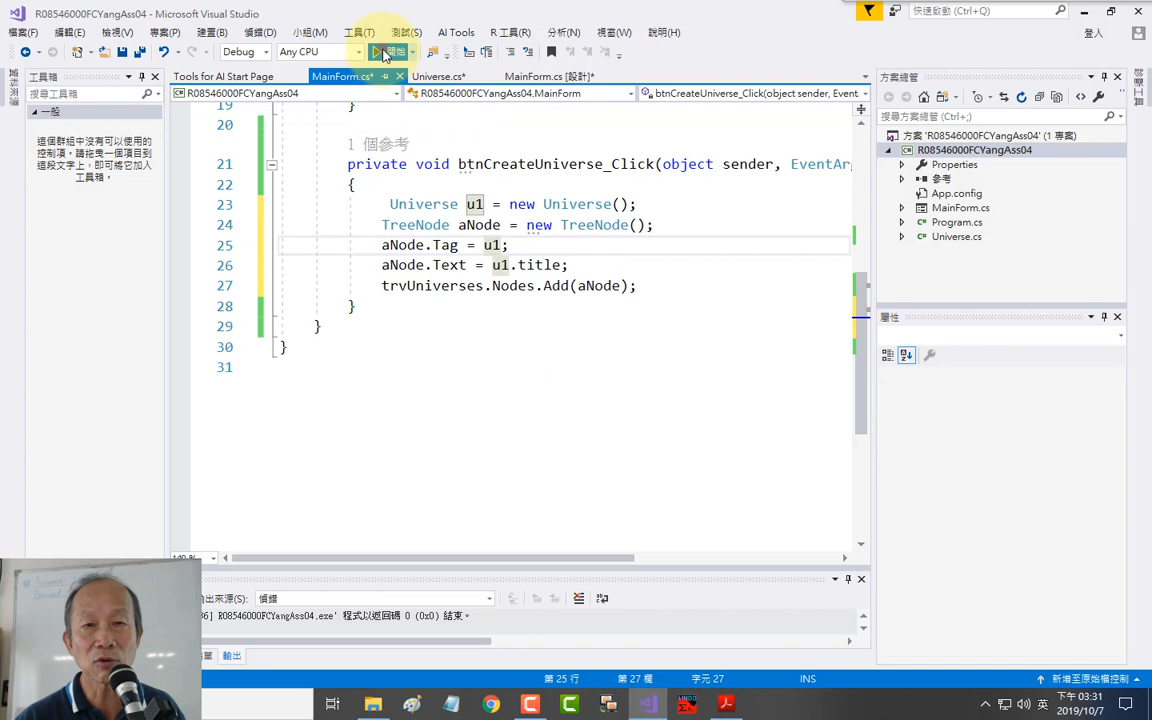 R08546000FCYangAss04 - Microsoft Visual Studio
快速啟動 (Ctrl+Q)
檔案(F) 編輯(E) 檢視(V) 專案(P) 建置(B) 偵錯(D) 小組(M) 工具(T) 測試(S) AI Tools R 工具(R) 分析(N) 視窗(W) 說明(H)
登入
Debug Any CPU 開始
工具箱
Tools for AI Start Page MainForm.cs* Universe.cs* MainForm.cs [設計]*
方案總管
搜尋工具箱
R08546000FCYangAss04 R08546000FCYangAss04.MainForm btnCreateUniverse_Click(object sender, Event
一般
這個群組中沒有可以使用的
控制項。請拖曳一個項目到
這段文字上,即可將它加入
工具箱。
搜尋方案總管 (Ctrl+;)
方案 'R08546000FCYangAss04' (1 專案)
R08546000FCYangAss04
Properties
參考
App.config
MainForm.cs
Program.cs
Universe.cs
19 }
20
1 個參考
21 private void btnCreateUniverse_Click(object sender, EventArg
22 {
23 Universe u1 = new Universe();
24 TreeNode aNode = new TreeNode();
25 aNode.Tag = u1;
26 aNode.Text = u1.title;
27 trvUniverses.Nodes.Add(aNode);
28 }
29 }
30 }
31
屬性
出來源(S): 偵錯
R08546000FCYangAss04.exe' 程式以返回碼 0 (0x0) 結束。
輸出
第 25 行 第 27 欄 字元 27 INS
新增至原始檔控制
英
下午 03:31
2019/10/7